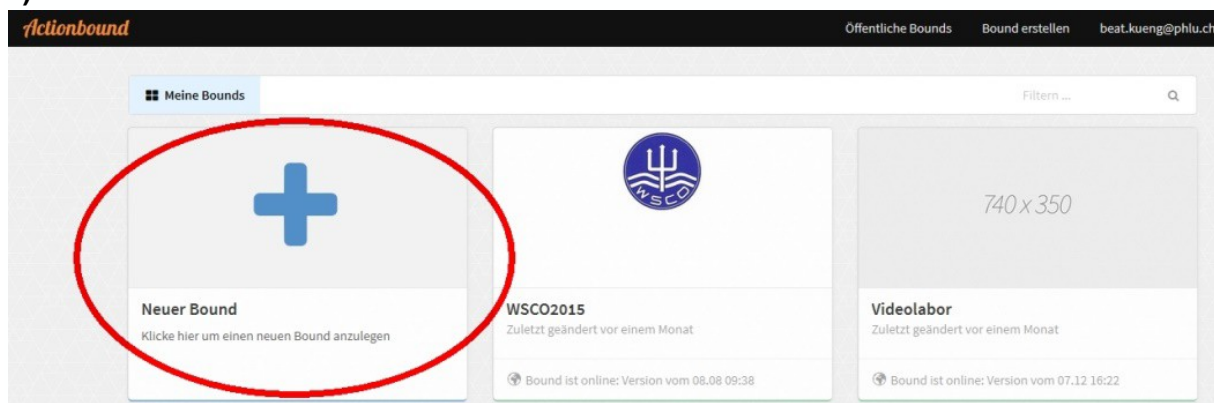 Actionbound
Öffentliche Bounds Bound erstellen beat.kueng@phlu.ch
Meine Bounds
Filtern ...
WSCO
740 x 350
Neuer Bound
Klicke hier um einen neuen Bound anzulegen
WSCO2015
Zuletzt geändert vor einem Monat
Bound ist online: Version vom 08.08 09:38
Videolabor
Zuletzt geändert vor einem Monat
Bound ist online: Version vom 07.12 16:22